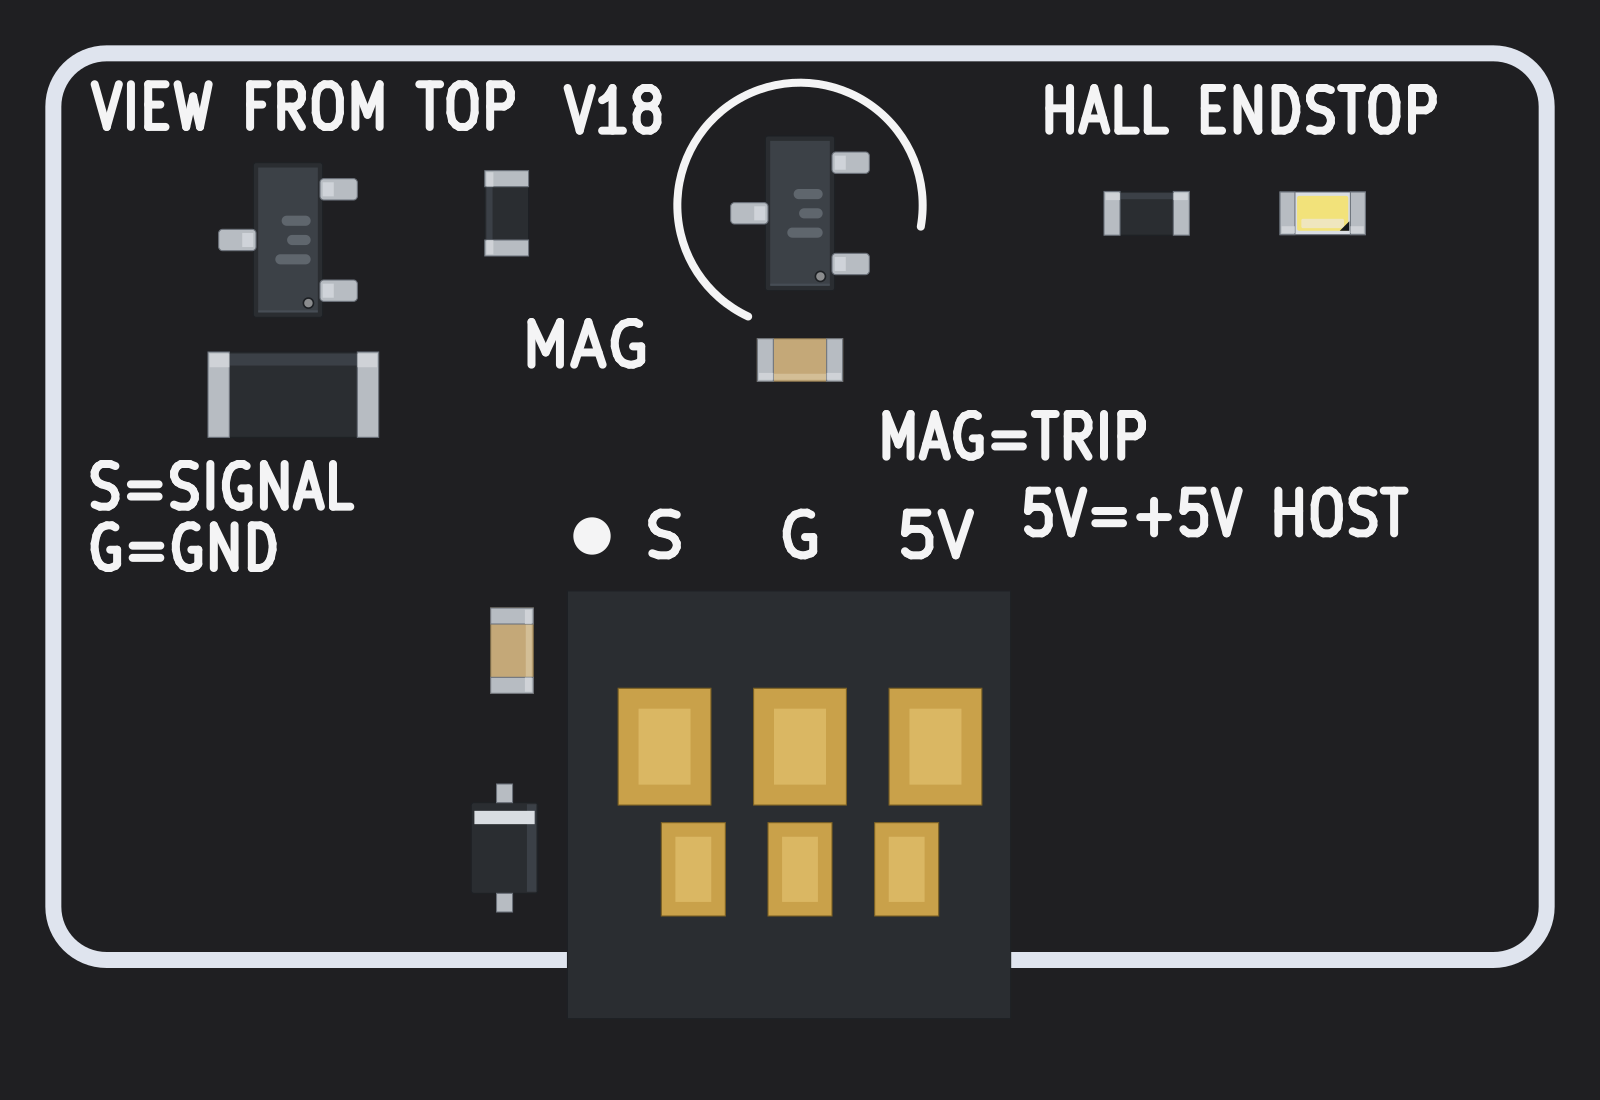 VIEW FROM TOP
V18
HALL ENDSTOP
MAG
MAG=TRIP
S=SIGNAL
G=GND
5V=+5V HOST
S G 5V